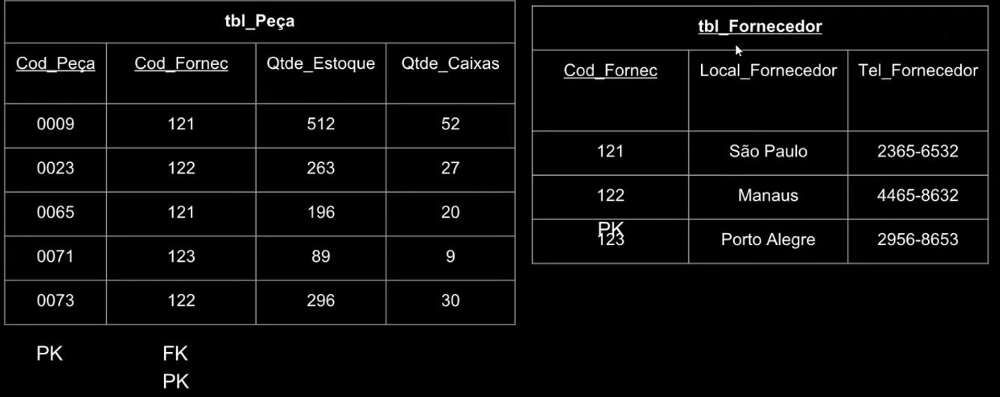 tbl_Peça
Cod_Peça Cod_Fornec Qtde_Estoque Qtde_Caixas
0009 121 512 52
0023 122 263 27
0065 121 196 20
0071 123 89 9
0073 122 296 30
PK FK
PK
tbl_Fornecedor
Cod_Fornec Local_Fornecedor Tel_Fornecedor
121 São Paulo 2365-6532
122 Manaus 4465-8632
PK
123 Porto Alegre 2956-8653